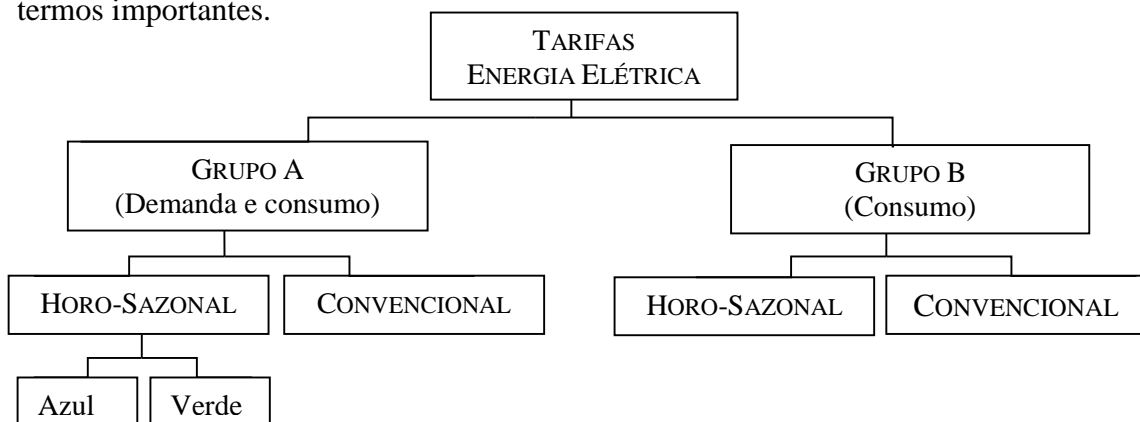 termos importantes.
TARIFAS
ENERGIA ELÉTRICA
GRUPO A
(Demanda e consumo)
GRUPO B
(Consumo)
HORO-SAZONAL
CONVENCIONAL
HORO-SAZONAL
CONVENCIONAL
Azul
Verde